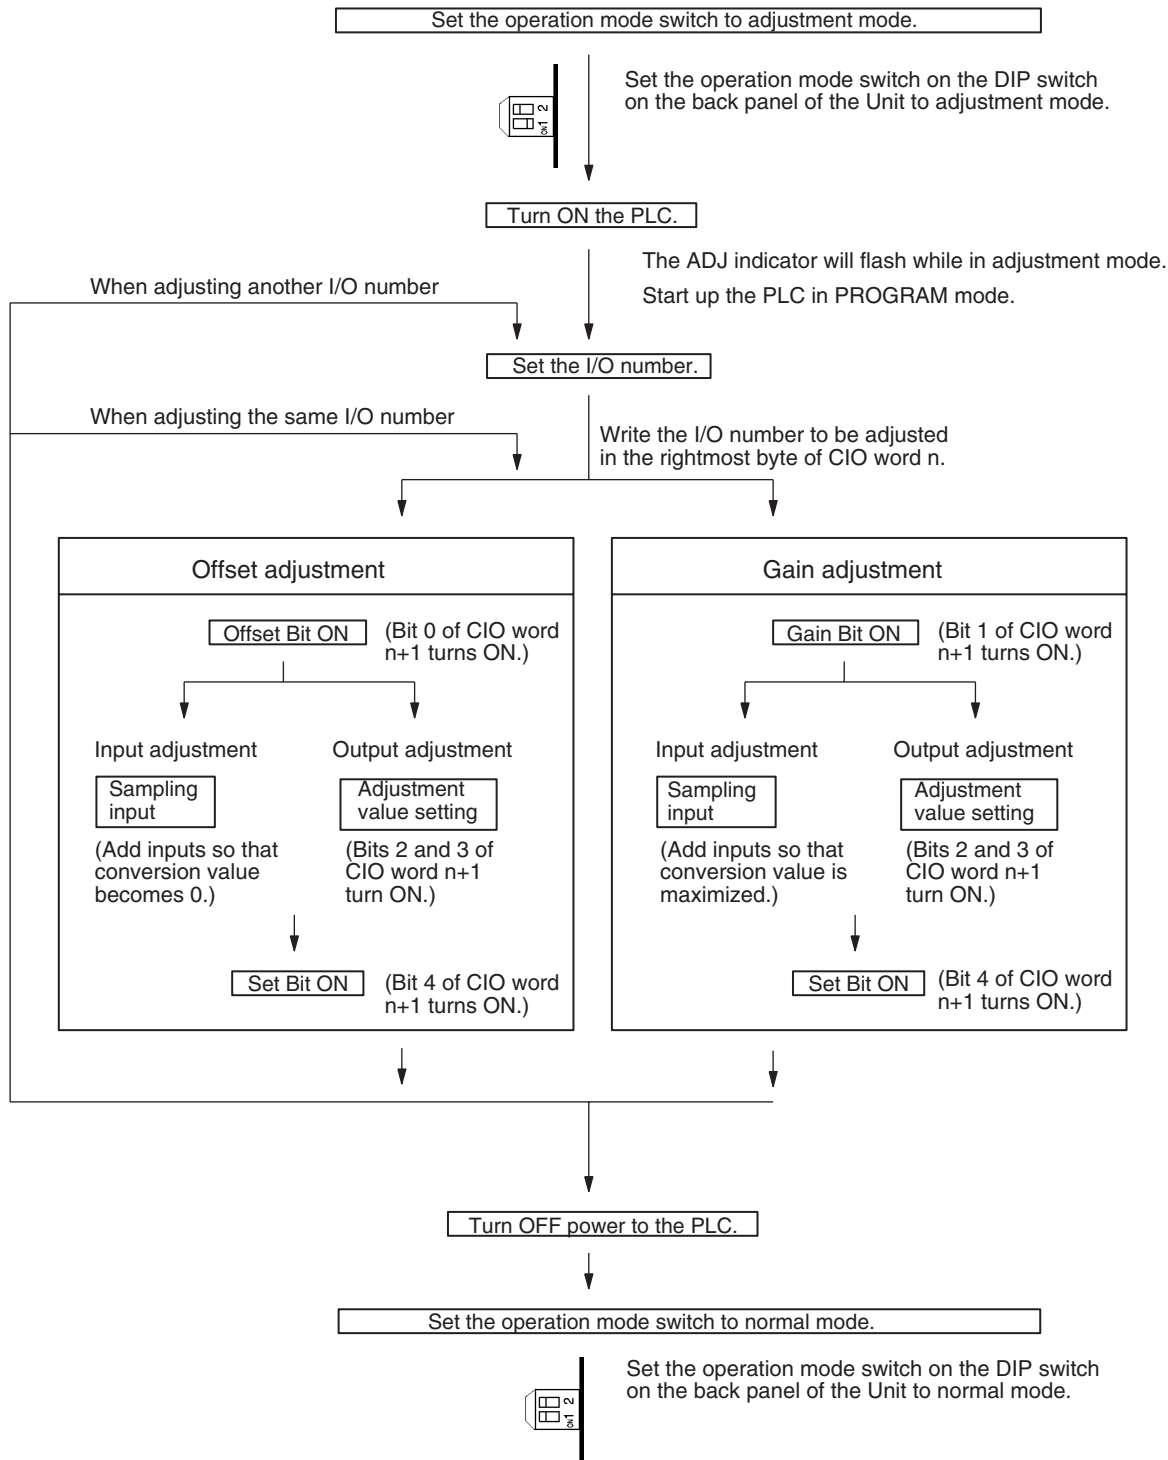 Set the operation mode switch to adjustment mode.
Set the operation mode switch on the DIP switch
on the back panel of the Unit to adjustment mode.
ON 1 2
Turn ON the PLC.
The ADJ indicator will flash while in adjustment mode.
Start up the PLC in PROGRAM mode.
When adjusting another I/O number
Set the I/O number.
When adjusting the same I/O number
Write the I/O number to be adjusted
in the rightmost byte of CIO word n.
Offset adjustment
Offset Bit ON
(Bit 0 of CIO word
n+1 turns ON.)
Input adjustment
Sampling
input
(Add inputs so that
conversion value
becomes 0.)
Output adjustment
Adjustment
value setting
(Bits 2 and 3 of
CIO word n+1
turn ON.)
Set Bit ON
(Bit 4 of CIO word
n+1 turns ON.)
Gain adjustment
Gain Bit ON
(Bit 1 of CIO word
n+1 turns ON.)
Input adjustment
Sampling
input
(Add inputs so that
conversion value is
maximized.)
Output adjustment
Adjustment
value setting
(Bits 2 and 3 of
CIO word n+1
turn ON.)
Set Bit ON
(Bit 4 of CIO word
n+1 turns ON.)
Turn OFF power to the PLC.
Set the operation mode switch to normal mode.
Set the operation mode switch on the DIP switch
on the back panel of the Unit to normal mode.
ON 1 2